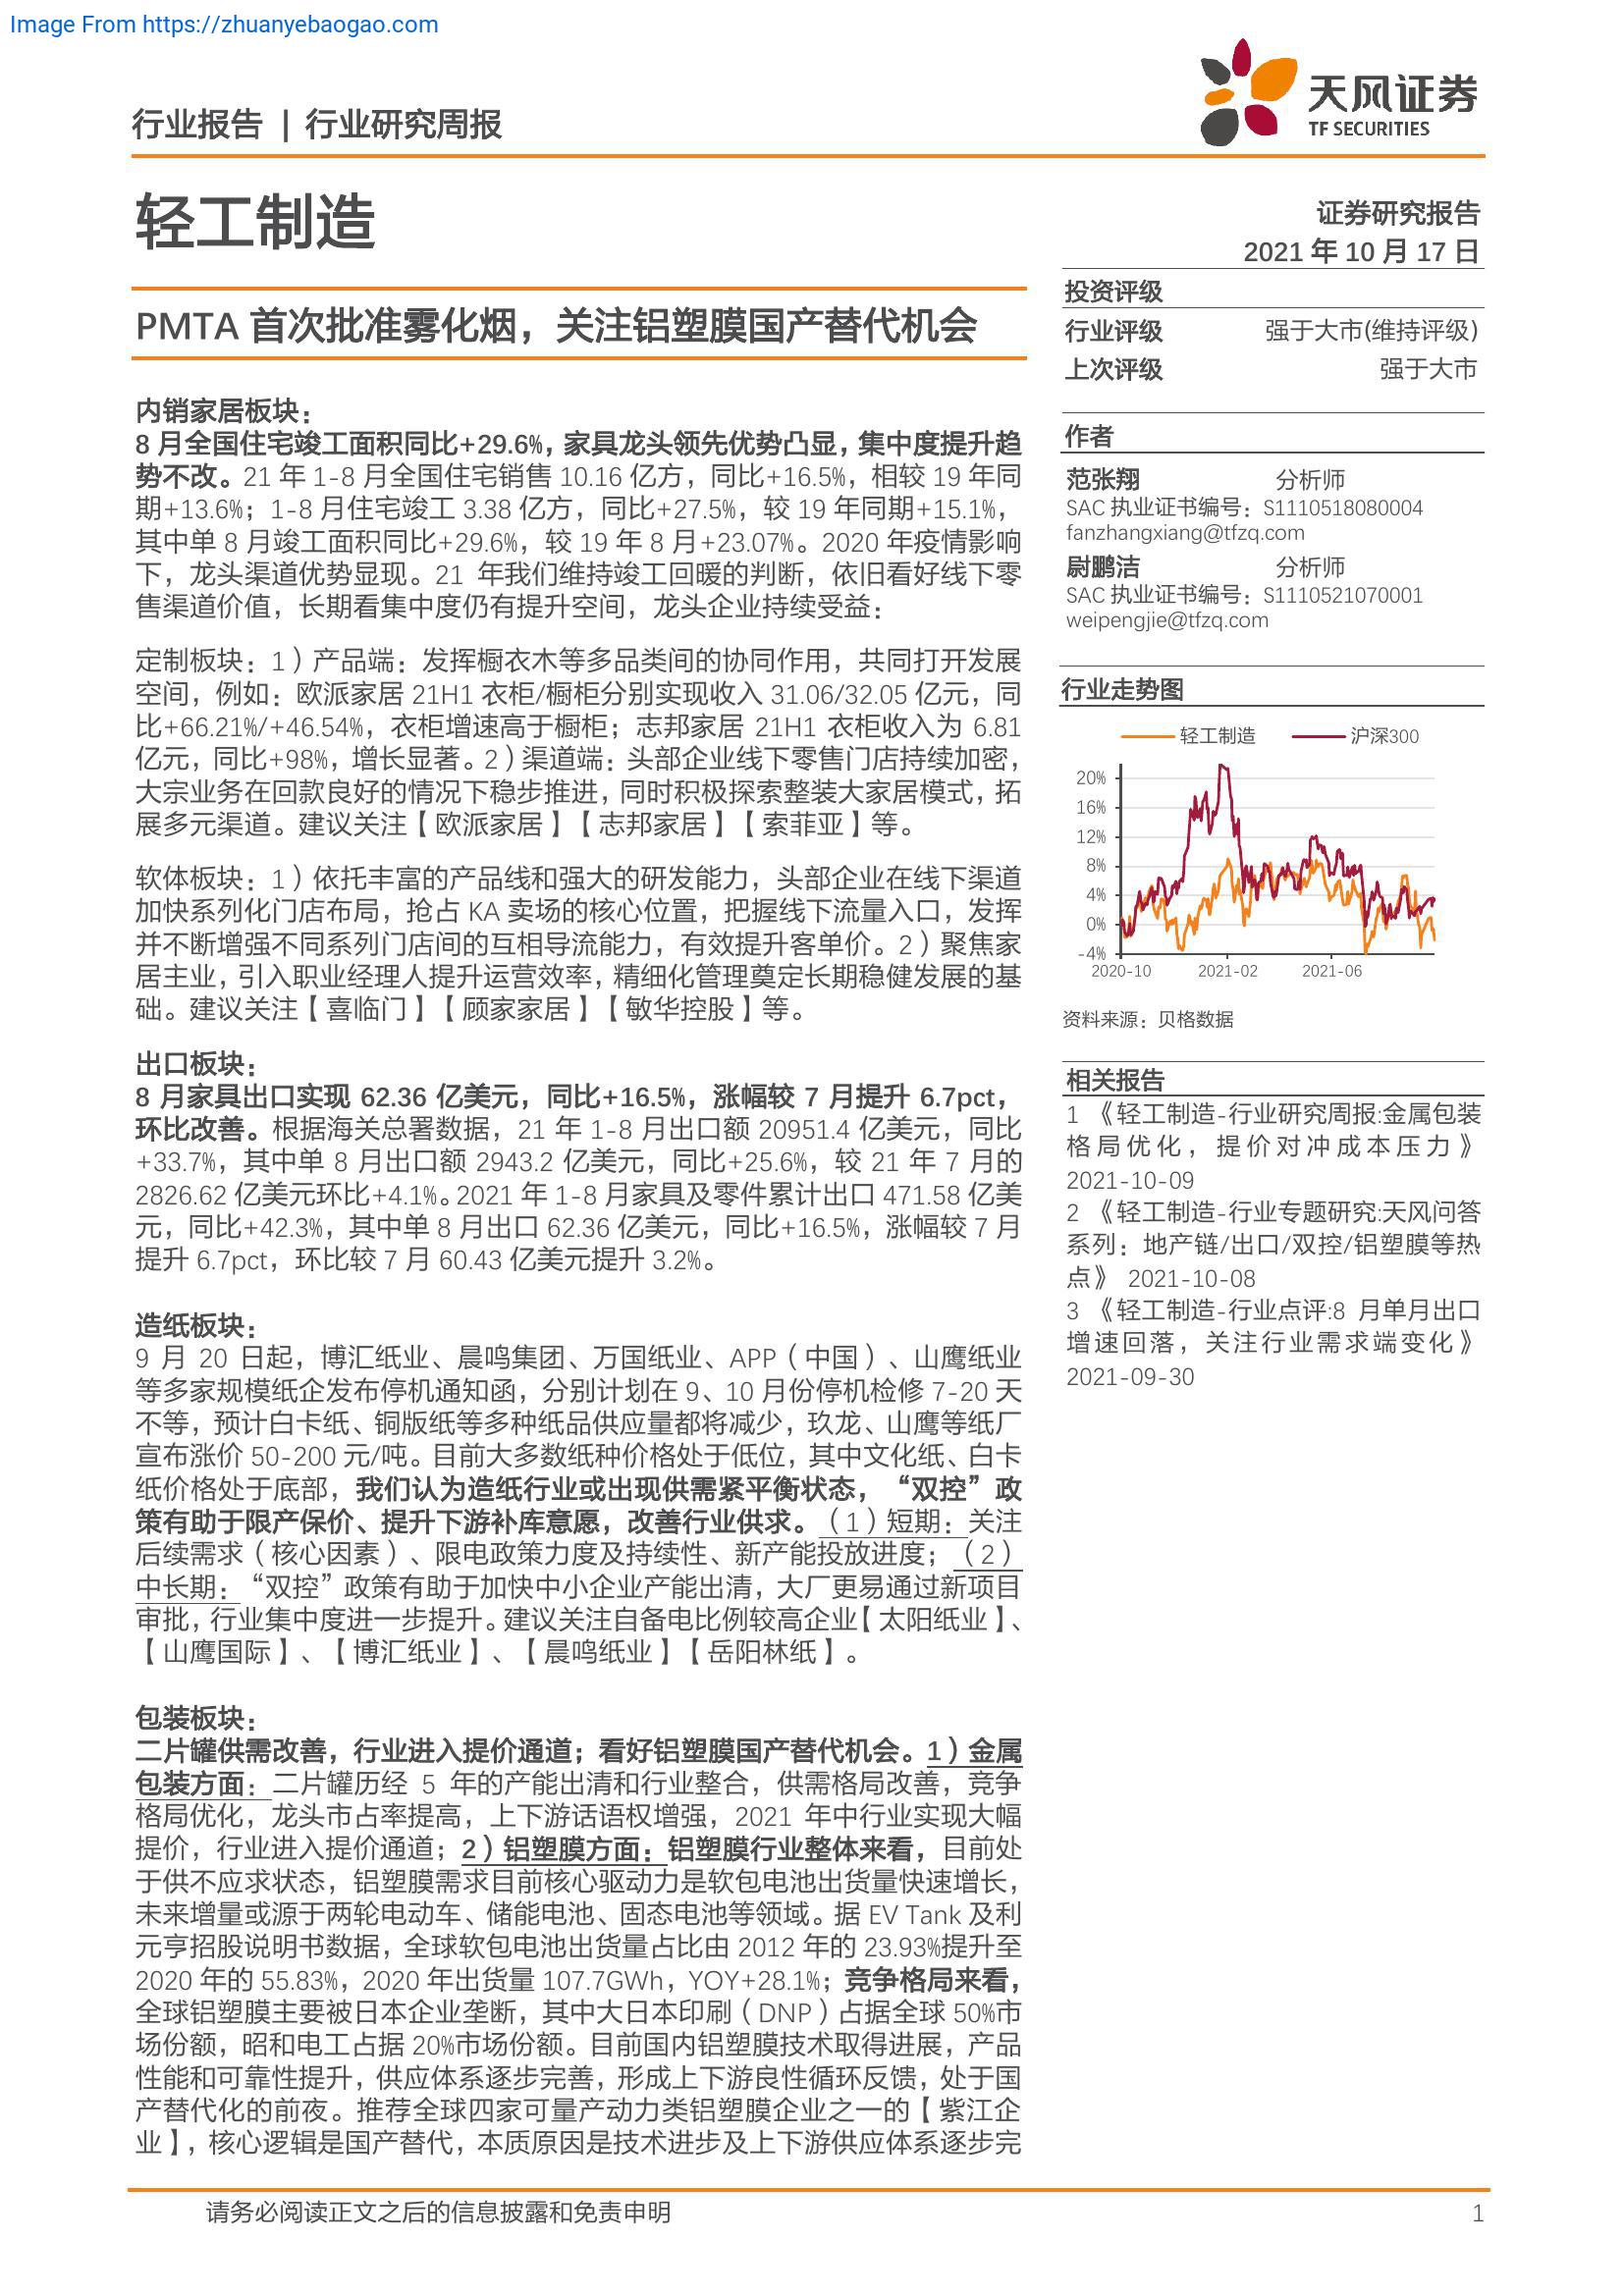 Image From https://zhuanyebaogao.com
行业报告 | 行业研究周报
天风证券
TF SECURITIES
轻工制造
证券研究报告
2021 年 10 月 17 日
PMTA 首次批准雾化烟，关注铝塑膜国产替代机会
内销家居板块：
8 月全国住宅竣工面积同比+29.6%，家具龙头领先优势凸显，集中度提升趋
势不改。21 年 1-8 月全国住宅销售 10.16 亿方，同比+16.5%，相较 19 年同
期+13.6%；1-8 月住宅竣工 3.38 亿方，同比+27.5%，较 19 年同期+15.1%，
其中单 8 月竣工面积同比+29.6%，较 19 年 8 月+23.07%。2020 年疫情影响
下，龙头渠道优势显现。21 年我们维持竣工回暖的判断，依旧看好线下零
售渠道价值，长期看集中度仍有提升空间，龙头企业持续受益：
定制板块：1）产品端：发挥橱衣木等多品类间的协同作用，共同打开发展
空间，例如：欧派家居 21H1 衣柜/橱柜分别实现收入 31.06/32.05 亿元，同
比+66.21%/+46.54%，衣柜增速高于橱柜；志邦家居 21H1 衣柜收入为 6.81
亿元，同比+98%，增长显著。2）渠道端：头部企业线下零售门店持续加密，
大宗业务在回款良好的情况下稳步推进，同时积极探索整装大家居模式，拓
展多元渠道。建议关注【欧派家居】【志邦家居】【索菲亚】等。
软体板块：1）依托丰富的产品线和强大的研发能力，头部企业在线下渠道
加快系列化门店布局，抢占 KA 卖场的核心位置，把握线下流量入口，发挥
并不断增强不同系列门店间的互相导流能力，有效提升客单价。2）聚焦家
居主业，引入职业经理人提升运营效率，精细化管理奠定长期稳健发展的基
础。建议关注【喜临门】【顾家家居】【敏华控股】等。
出口板块：
8 月家具出口实现 62.36 亿美元，同比+16.5%，涨幅较 7 月提升 6.7pct，
环比改善。根据海关总署数据，21 年 1-8 月出口额 20951.4 亿美元，同比
+33.7%，其中单 8 月出口额 2943.2 亿美元，同比+25.6%，较 21 年 7 月的
2826.62 亿美元环比+4.1%。2021 年 1-8 月家具及零件累计出口 471.58 亿美
元，同比+42.3%，其中单 8 月出口 62.36 亿美元，同比+16.5%，涨幅较 7 月
提升 6.7pct，环比较 7 月 60.43 亿美元提升 3.2%。
造纸板块：
9 月 20 日起，博汇纸业、晨鸣集团、万国纸业、APP（中国）、山鹰纸业
等多家规模纸企发布停机通知函，分别计划在 9、10 月份停机检修 7-20 天
不等，预计白卡纸、铜版纸等多种纸品供应量都将减少，玖龙、山鹰等纸厂
宣布涨价 50-200 元/吨。目前大多数纸种价格处于低位，其中文化纸、白卡
纸价格处于底部，我们认为造纸行业或出现供需紧平衡状态，“双控”政
策有助于限产保价、提升下游补库意愿，改善行业供求。（1）短期：关注
后续需求（核心因素）、限电政策力度及持续性、新产能投放进度；（2）
中长期：“双控”政策有助于加快中小企业产能出清，大厂更易通过新项目
审批，行业集中度进一步提升。建议关注自备电比例较高企业【太阳纸业】、
【山鹰国际】、【博汇纸业】、【晨鸣纸业】【岳阳林纸】。
包装板块：
二片罐供需改善，行业进入提价通道；看好铝塑膜国产替代机会。1）金属
包装方面：二片罐历经 5 年的产能出清和行业整合，供需格局改善，竞争
格局优化，龙头市占率提高，上下游话语权增强，2021 年中行业实现大幅
提价，行业进入提价通道；2）铝塑膜方面：铝塑膜行业整体来看，目前处
于供不应求状态，铝塑膜需求目前核心驱动力是软包电池出货量快速增长，
未来增量或源于两轮电动车、储能电池、固态电池等领域。据 EV Tank 及利
元亨招股说明书数据，全球软包电池出货量占比由 2012 年的 23.93%提升至
2020 年的 55.83%，2020 年出货量 107.7GWh，YOY+28.1%；竞争格局来看，
全球铝塑膜主要被日本企业垄断，其中大日本印刷（DNP）占据全球 50%市
场份额，昭和电工占据 20%市场份额。目前国内铝塑膜技术取得进展，产品
性能和可靠性提升，供应体系逐步完善，形成上下游良性循环反馈，处于国
产替代化的前夜。推荐全球四家可量产动力类铝塑膜企业之一的【紫江企
业】，核心逻辑是国产替代，本质原因是技术进步及上下游供应体系逐步完
投资评级
行业评级 强于大市(维持评级)
上次评级 强于大市
作者
范张翔 分析师
SAC 执业证书编号：S1110518080004
fanzhangxiang@tfzq.com
尉鹏洁 分析师
SAC 执业证书编号：S1110521070001
weipengjie@tfzq.com
行业走势图
轻工制造 沪深300
20%
16%
12%
8%
4%
0%
-4%
2020-10 2021-02 2021-06
资料来源：贝格数据
相关报告
1 《轻工制造-行业研究周报:金属包装
格局优化，提价对冲成本压力》
2021-10-09
2 《轻工制造-行业专题研究:天风问答
系列：地产链/出口/双控/铝塑膜等热
点》 2021-10-08
3 《轻工制造-行业点评:8 月单月出口
增速回落，关注行业需求端变化》
2021-09-30
请务必阅读正文之后的信息披露和免责申明 1